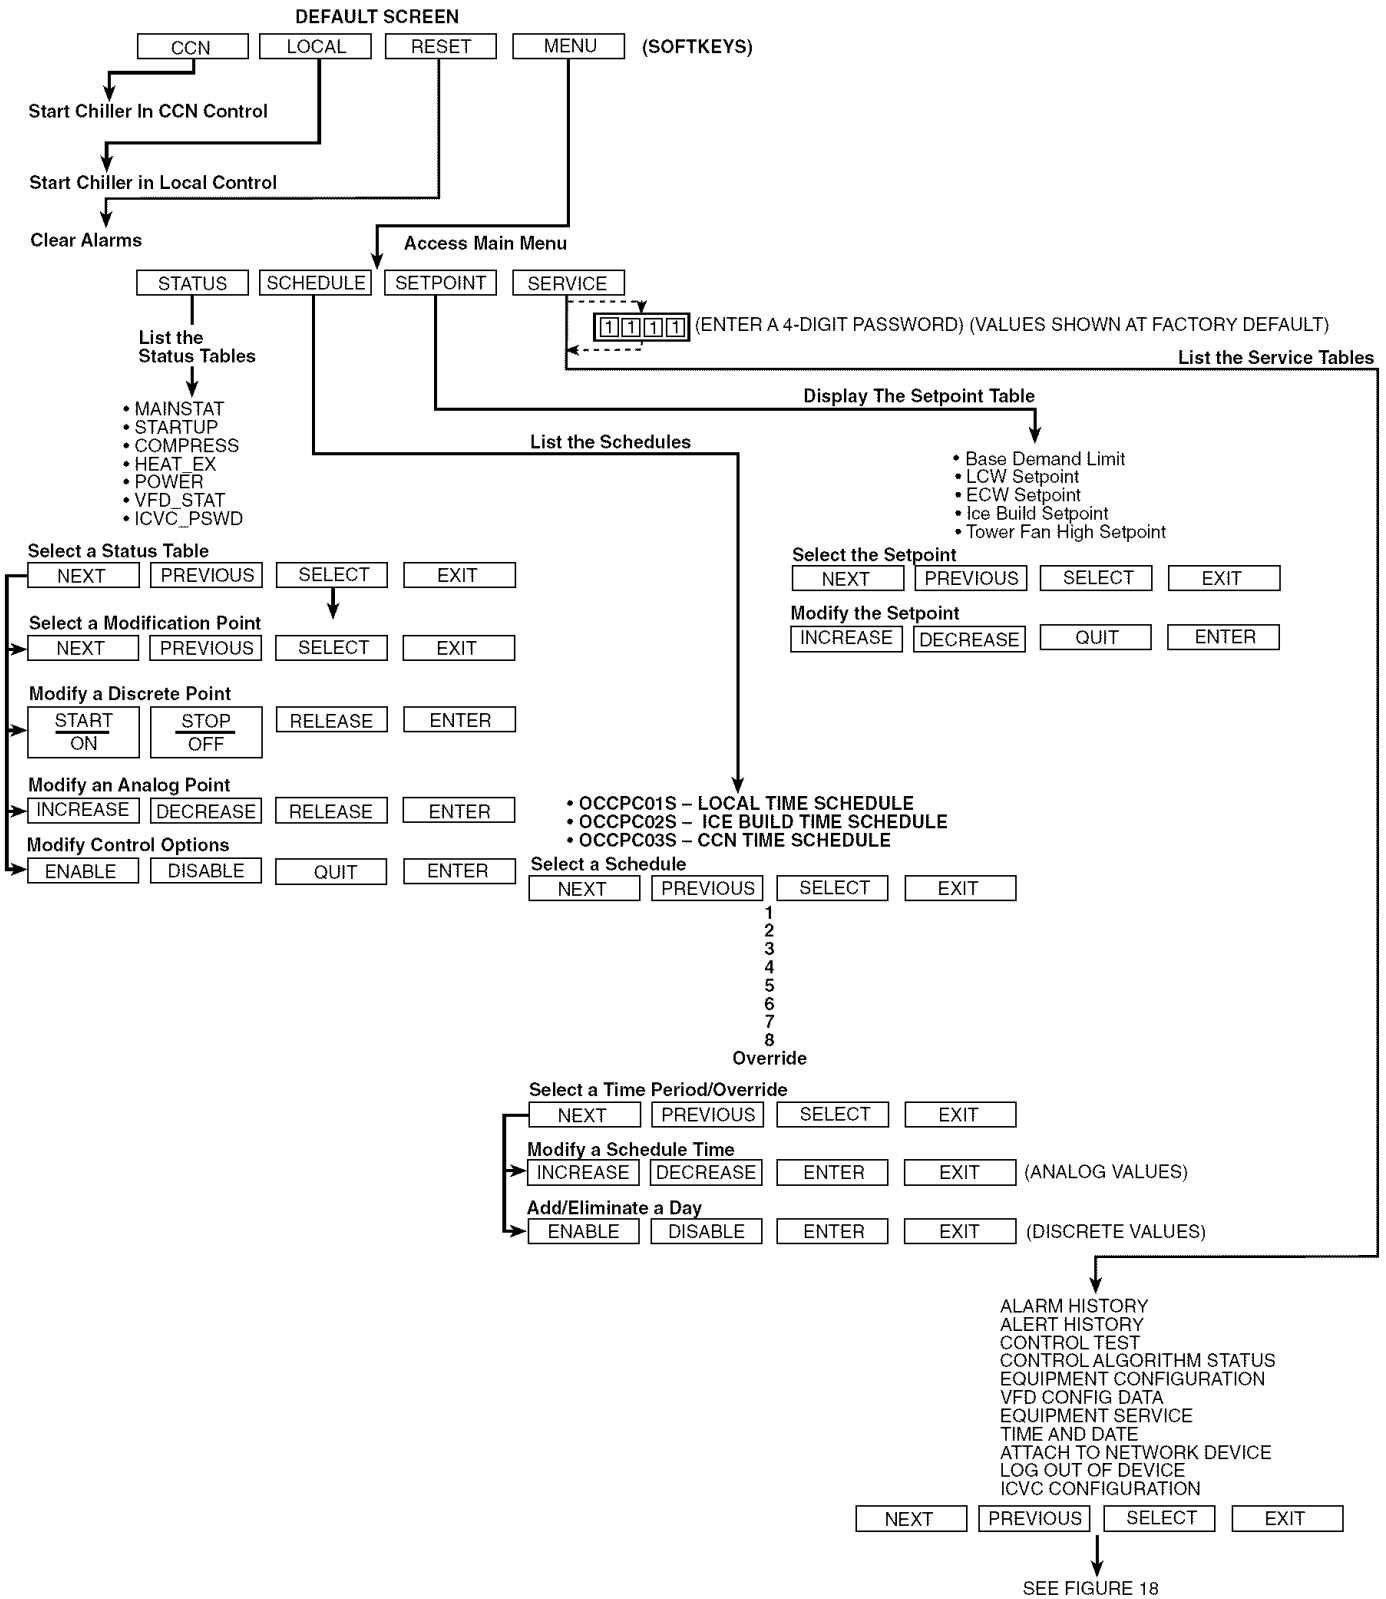 DEFAULT SCREEN
CCN LOCAL RESET MENU (SOFTKEYS)
Start Chiller In CCN Control
Start Chiller in Local Control
Clear Alarms
Access Main Menu
STATUS SCHEDULE SETPOINT SERVICE
1 1 1 1 (ENTER A 4-DIGIT PASSWORD) (VALUES SHOWN AT FACTORY DEFAULT)
List the
Status Tables
List the Service Tables
Display The Setpoint Table
List the Schedules
• MAINSTAT
• STARTUP
• COMPRESS
• HEAT_EX
• POWER
• VFD_STAT
• ICVC_PSWD
• Base Demand Limit
• LCW Setpoint
• ECW Setpoint
• Ice Build Setpoint
• Tower Fan High Setpoint
Select a Status Table
NEXT PREVIOUS SELECT EXIT
Select the Setpoint
NEXT PREVIOUS SELECT EXIT
Modify the Setpoint
INCREASE DECREASE QUIT ENTER
Select a Modification Point
NEXT PREVIOUS SELECT EXIT
Modify a Discrete Point
START STOP RELEASE ENTER
ON OFF
Modify an Analog Point
INCREASE DECREASE RELEASE ENTER
Modify Control Options
ENABLE DISABLE QUIT ENTER
• OCCPC01S – LOCAL TIME SCHEDULE
• OCCPC02S – ICE BUILD TIME SCHEDULE
• OCCPC03S – CCN TIME SCHEDULE
Select a Schedule
NEXT PREVIOUS SELECT EXIT
1
2
3
4
5
6
7
8
Override
Select a Time Period/Override
NEXT PREVIOUS SELECT EXIT
Modify a Schedule Time
INCREASE DECREASE ENTER EXIT (ANALOG VALUES)
Add/Eliminate a Day
ENABLE DISABLE ENTER EXIT (DISCRETE VALUES)
ALARM HISTORY
ALERT HISTORY
CONTROL TEST
CONTROL ALGORITHM STATUS
EQUIPMENT CONFIGURATION
VFD CONFIG DATA
EQUIPMENT SERVICE
TIME AND DATE
ATTACH TO NETWORK DEVICE
LOG OUT OF DEVICE
ICVC CONFIGURATION
NEXT PREVIOUS SELECT EXIT
SEE FIGURE 18